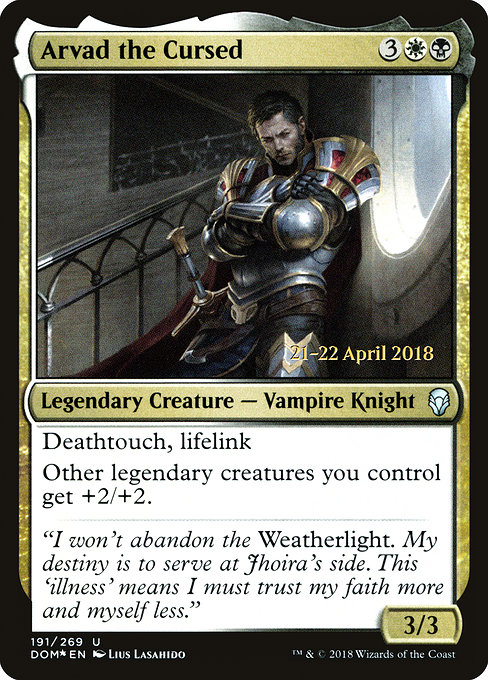 Arvad the Cursed 3
21–22 April 2018
Legendary Creature — Vampire Knight
Deathtouch, lifelink
Other legendary creatures you control
get +2/+2.
“I won’t abandon the Weatherlight. My
destiny is to serve at Jhoira’s side. This
‘illness’ means I must trust my faith more
and myself less.”
3/3
191/269 U
DOM★EN Lius Lasahido
™ & © 2018 Wizards of the Coast